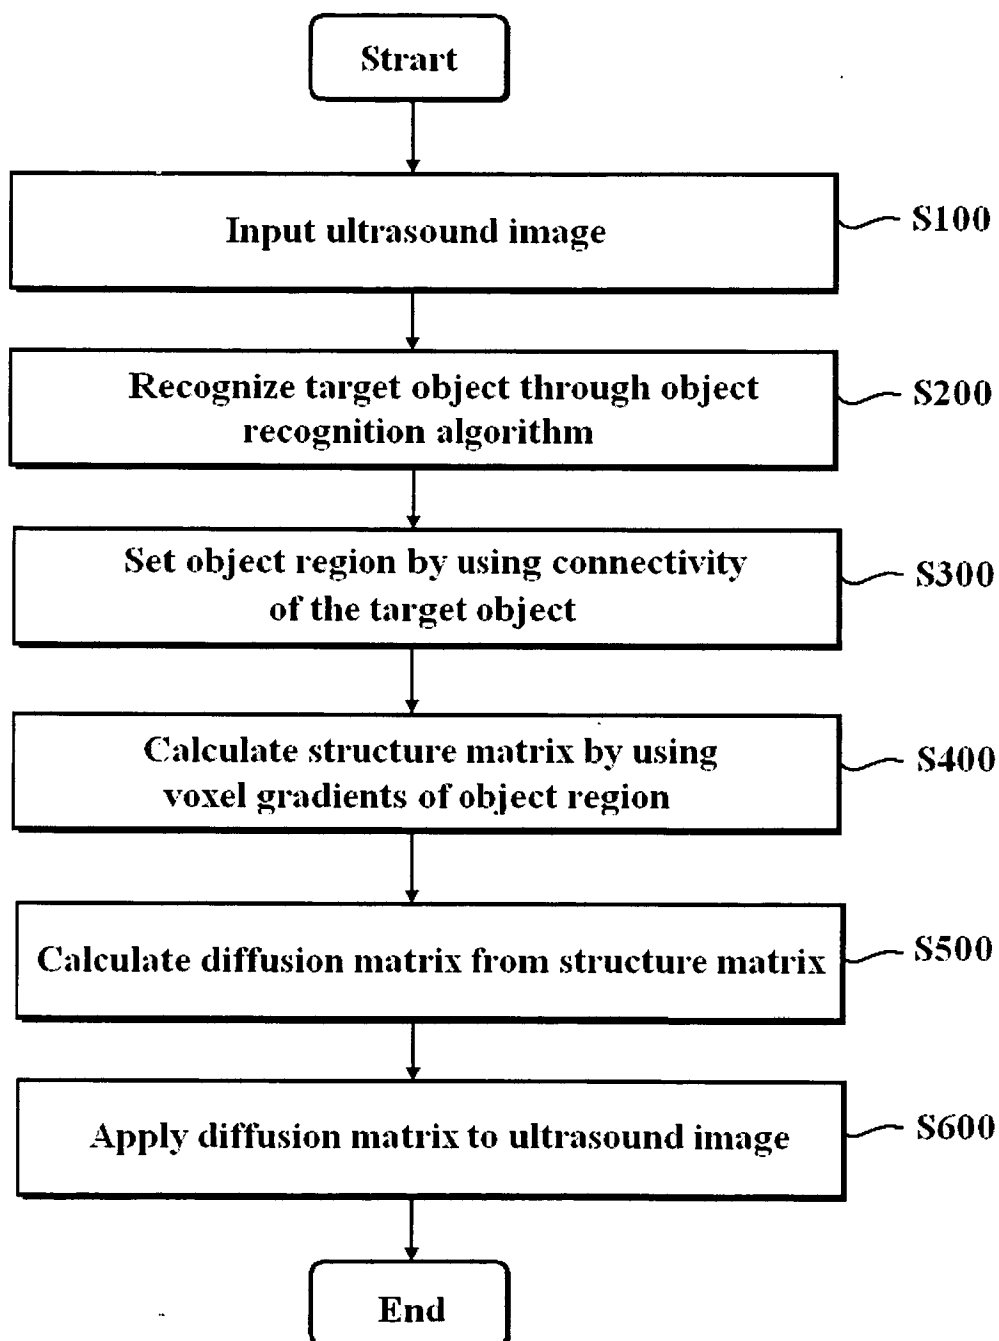 Strart
Input ultrasound image
S100
Recognize target object through object
recognition algorithm
S200
Set object region by using connectivity
of the target object
S300
Calculate structure matrix by using
voxel gradients of object region
S400
Calculate diffusion matrix from structure matrix
S500
Apply diffusion matrix to ultrasound image
S600
End